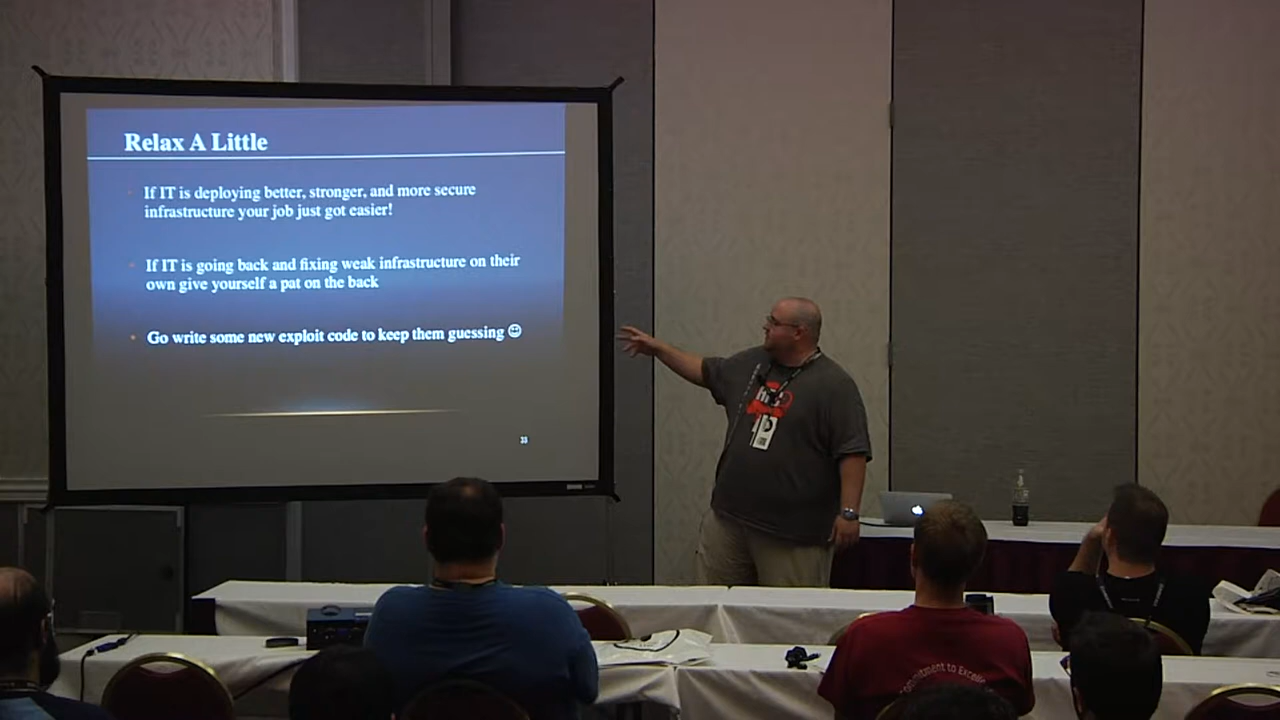 Relax A Little
If IT is deploying better, stronger, and more secure
infrastructure your job just got easier!
If IT is going back and fixing weak infrastructure on their
own give yourself a pat on the back
Go write some new exploit code to keep them guessing ☺
33